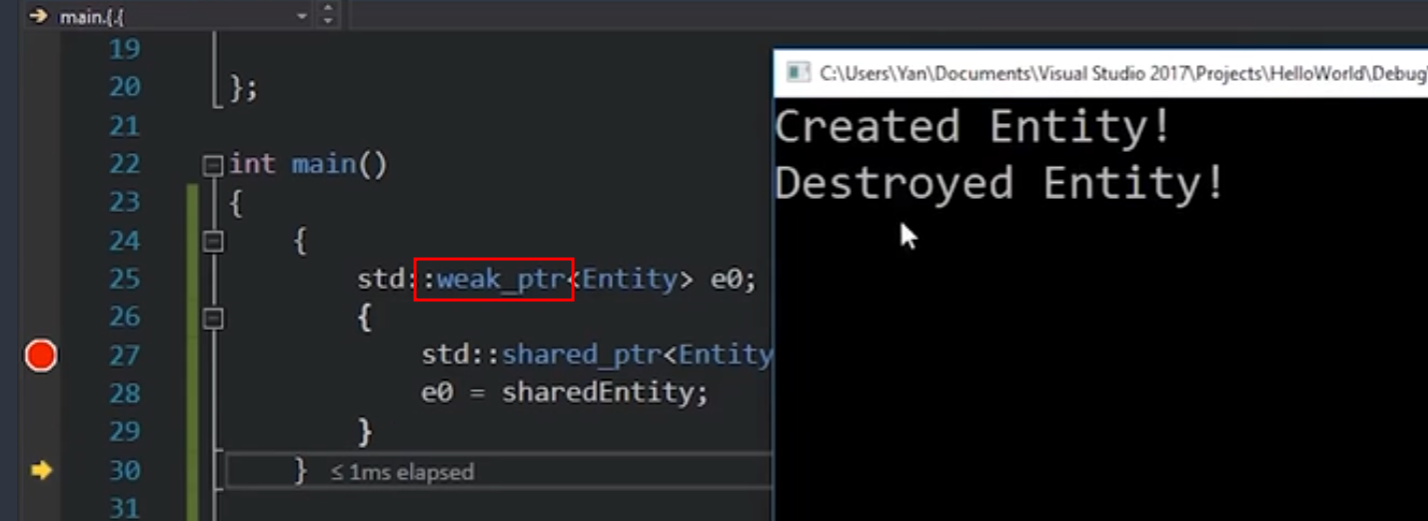 main.{.{
19
20 };
21
22 int main()
23 {
24 {
25 std::weak_ptr<Entity> e0;
26 {
27 std::shared_ptr<Entity
28 e0 = sharedEntity;
29 }
30 } ≤ 1ms elapsed
31
C:\Users\Yan\Documents\Visual Studio 2017\Projects\HelloWorld\Debug\
Created Entity!
Destroyed Entity!